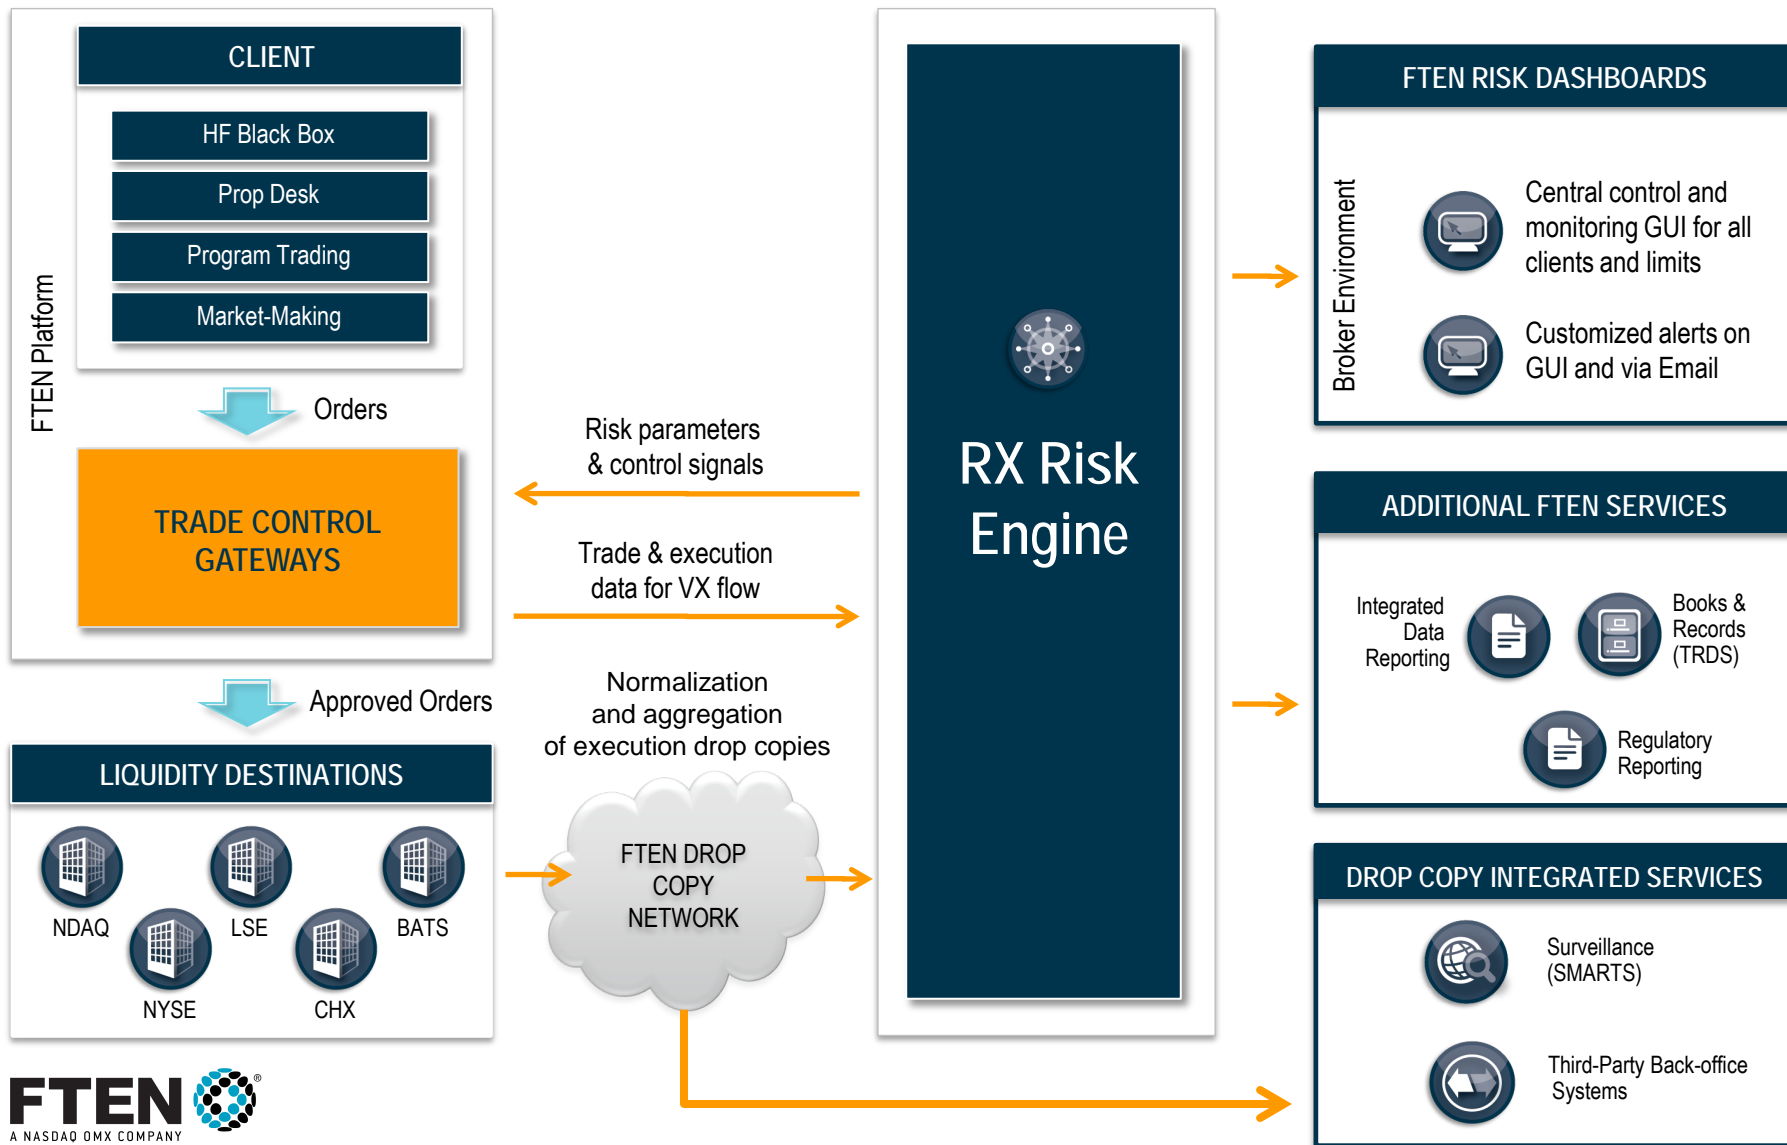 CLIENT
HF Black Box
Prop Desk
Program Trading
Market-Making
FTEN Platform
Orders
TRADE CONTROL
GATEWAYS
Approved Orders
LIQUIDITY DESTINATIONS
NDAQ
LSE
BATS
NYSE
CHX
Risk parameters
& control signals
Trade & execution
data for VX flow
Normalization
and aggregation
of execution drop copies
FTEN DROP
COPY
NETWORK
RX Risk
Engine
FTEN RISK DASHBOARDS
Broker Environment
Central control and
monitoring GUI for all
clients and limits
Customized alerts on
GUI and via Email
ADDITIONAL FTEN SERVICES
Integrated
Data
Reporting
Books &
Records
(TRDS)
Regulatory
Reporting
DROP COPY INTEGRATED SERVICES
Surveillance
(SMARTS)
Third-Party Back-office
Systems
FTEN ®
A NASDAQ OMX COMPANY